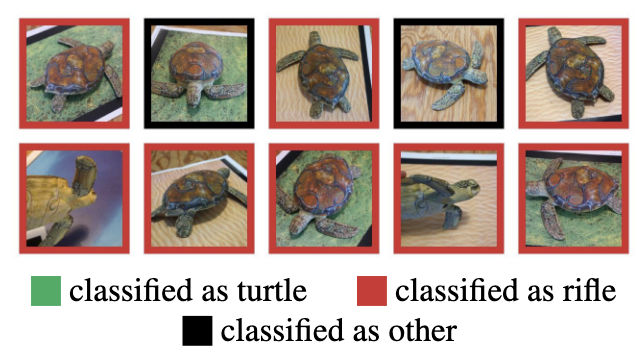 classified as turtle classified as rifle
classified as other